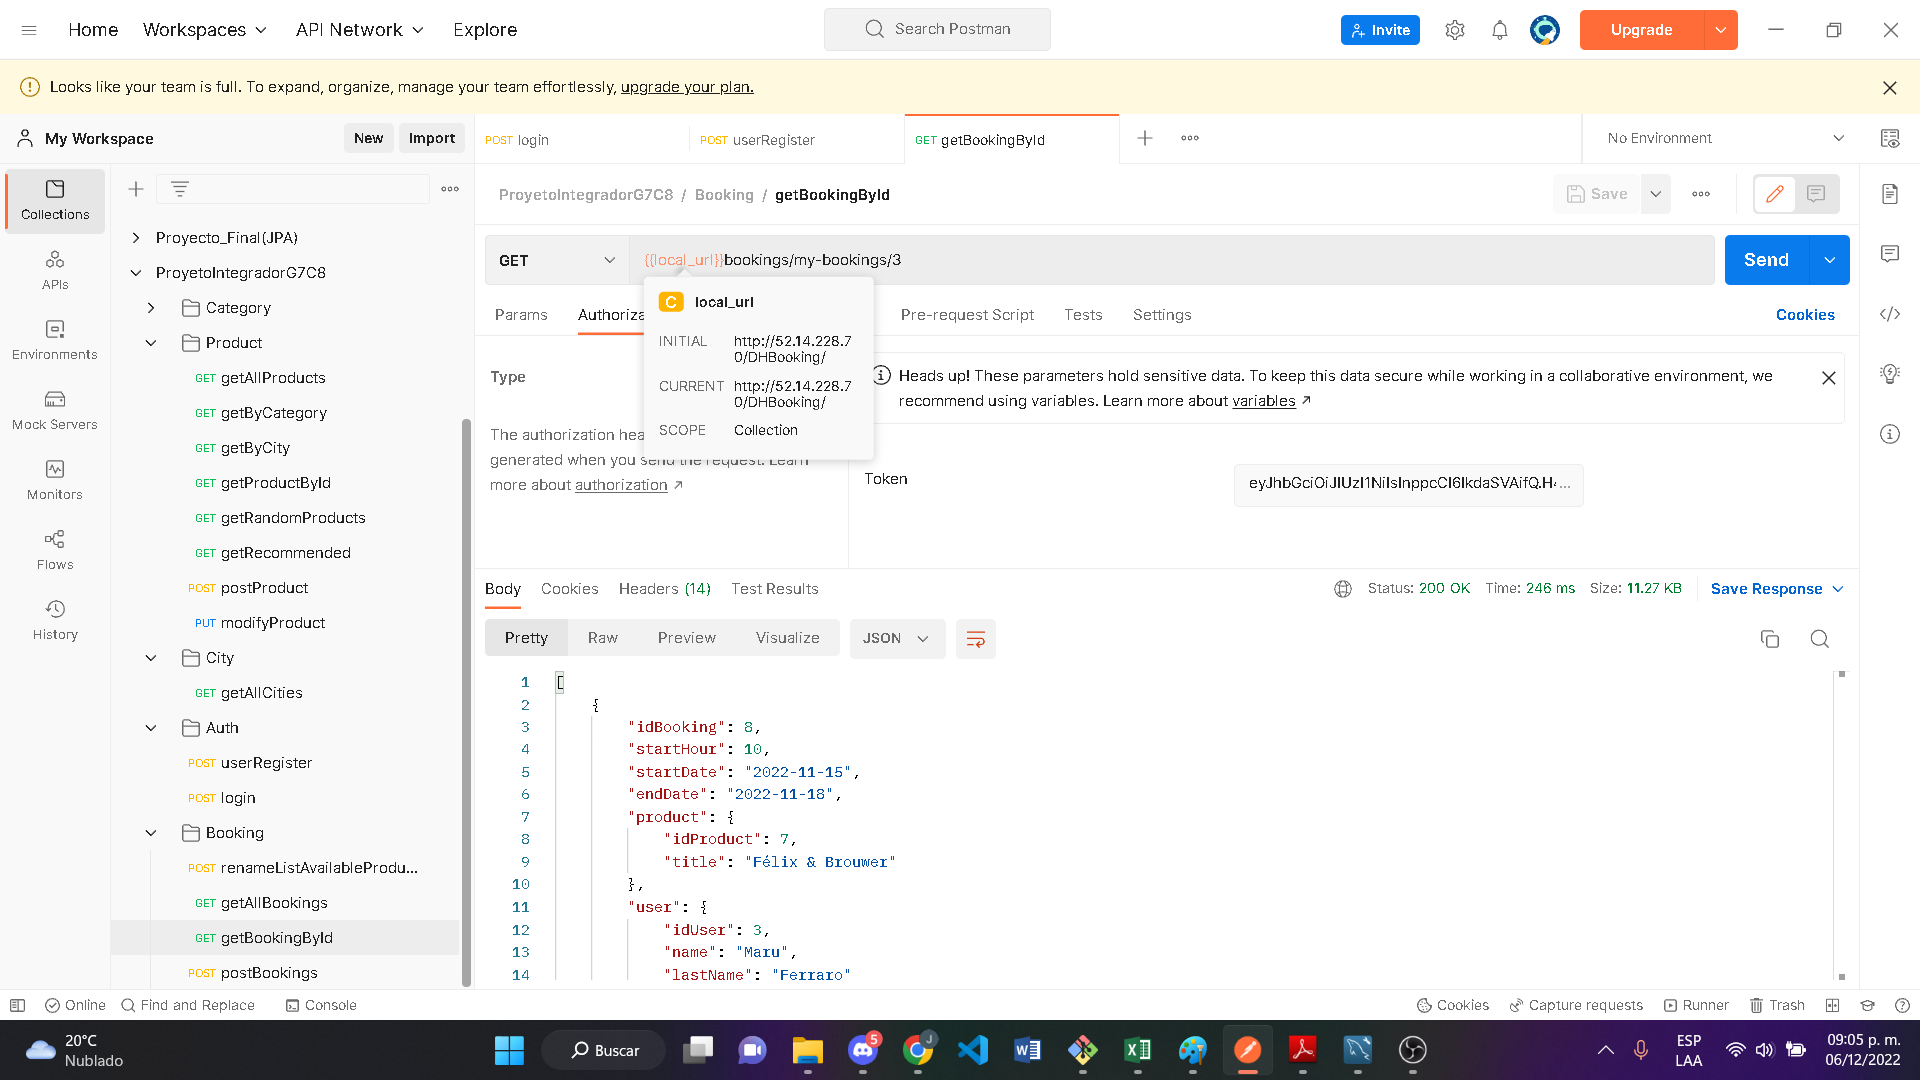 Home Workspaces API Network Explore Search Postman Invite Upgrade
Looks like your team is full. To expand, organize, manage your team effortlessly, upgrade your plan.
My Workspace New Import POST login POST userRegister GET getBookingById No Environment
Collections
APIs
Environments
Mock Servers
Monitors
Flows
History
Proyecto_Final(JPA)
ProyetoIntegradorG7C8
Category
Product
GET getAllProducts
GET getByCategory
GET getByCity
GET getProductById
GET getRandomProducts
GET getRecommended
POST postProduct
PUT modifyProduct
City
GET getAllCities
Auth
POST userRegister
POST login
Booking
POST renameListAvailableProdu...
GET getAllBookings
GET getBookingById
POST postBookings
ProyetoIntegradorG7C8 / Booking / getBookingById Save
GET {{local_url}}bookings/my-bookings/3 Send
Params Authoriza Pre-request Script Tests Settings Cookies
C local_url
INITIAL http://52.14.228.7
0/DHBooking/
CURRENT http://52.14.228.7
0/DHBooking/
SCOPE Collection
Type
The authorization hea
generated when you send the request. Learn
more about authorization ↗
Heads up! These parameters hold sensitive data. To keep this data secure while working in a collaborative environment, we
recommend using variables. Learn more about variables ↗
Token
Body Cookies Headers (14) Test Results Status: 200 OK Time: 246 ms Size: 11.27 KB Save Response
Pretty Raw Preview Visualize JSON
1 [
2 {
3 "idBooking": 8,
4 "startHour": 10,
5 "startDate": "2022-11-15",
6 "endDate": "2022-11-18",
7 "product": {
8 "idProduct": 7,
9 "title": "Félix & Brouwer"
10 },
11 "user": {
12 "idUser": 3,
13 "name": "Maru",
14 "lastName": "Ferraro"
Online Find and Replace Console Cookies Capture requests Runner Trash
20°C
Nublado
Buscar
5
J
ESP
LAA
09:05 p. m.
06/12/2022